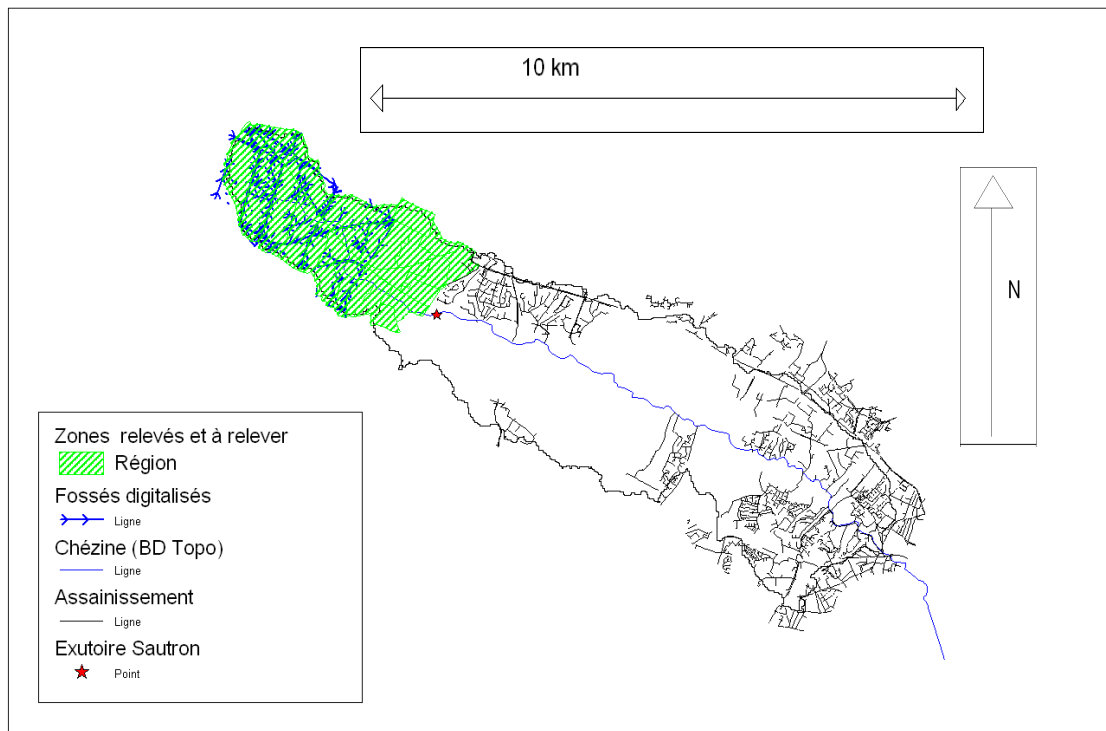 10 km
N
Zones relevés et à relever
Région
Fossés digitalisés
Ligne
Chézine (BD Topo)
Ligne
Assainissement
Ligne
Exutoire Sautron
Point